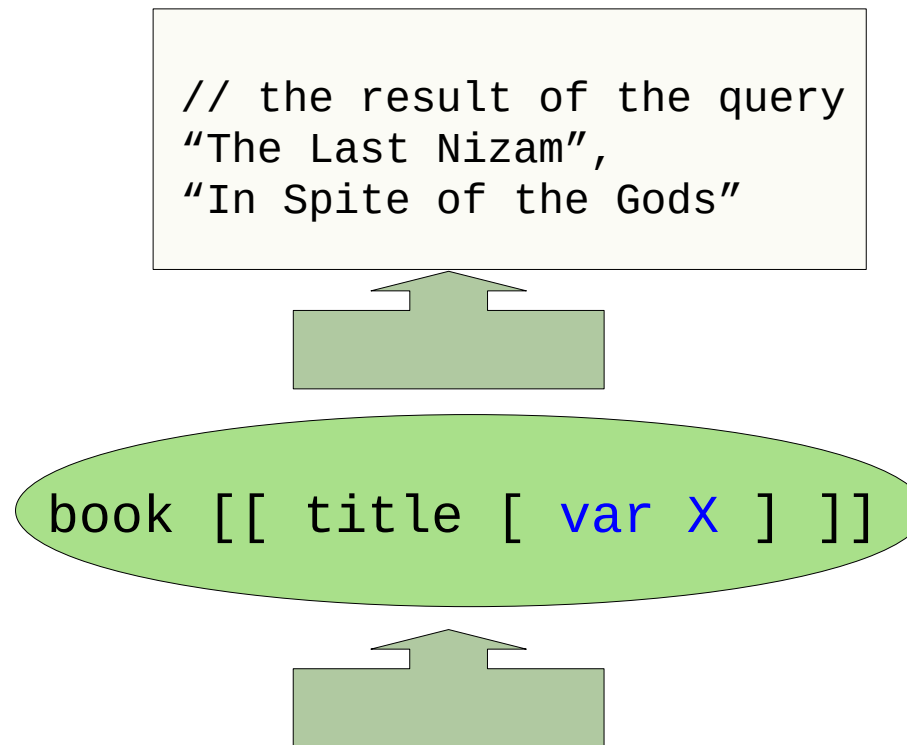 // the result of the query
“The Last Nizam”,
“In Spite of the Gods”
book [[ title [ var X ] ]]